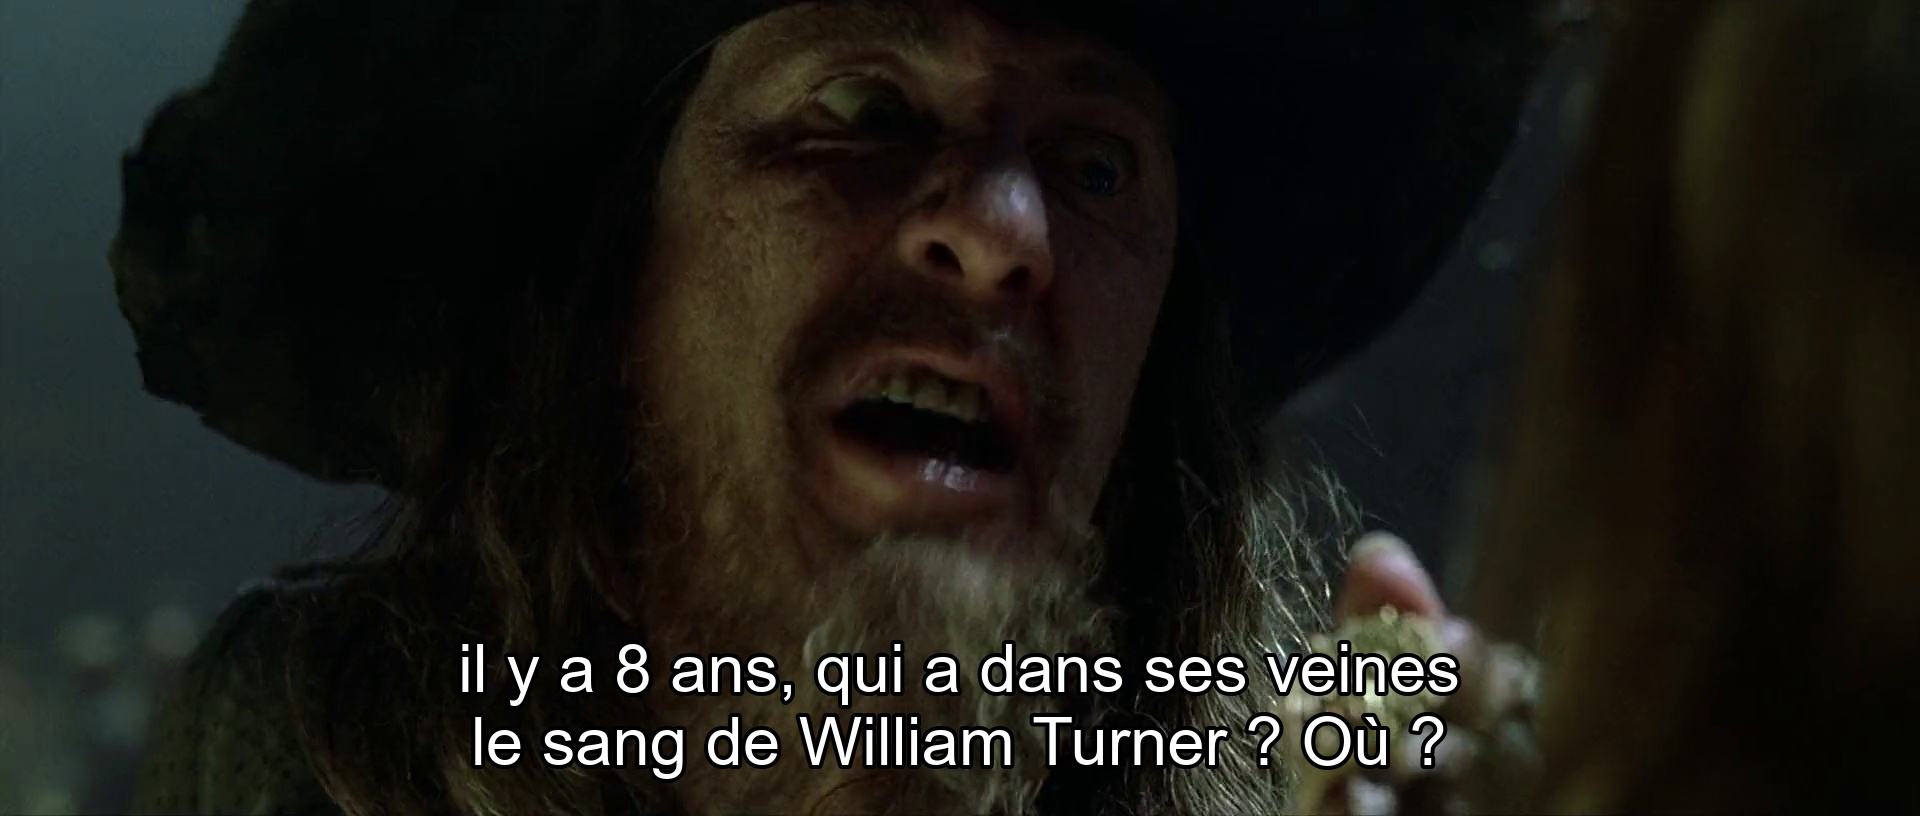 il y a 8 ans, qui a dans ses veines
le sang de William Turner ? Où ?